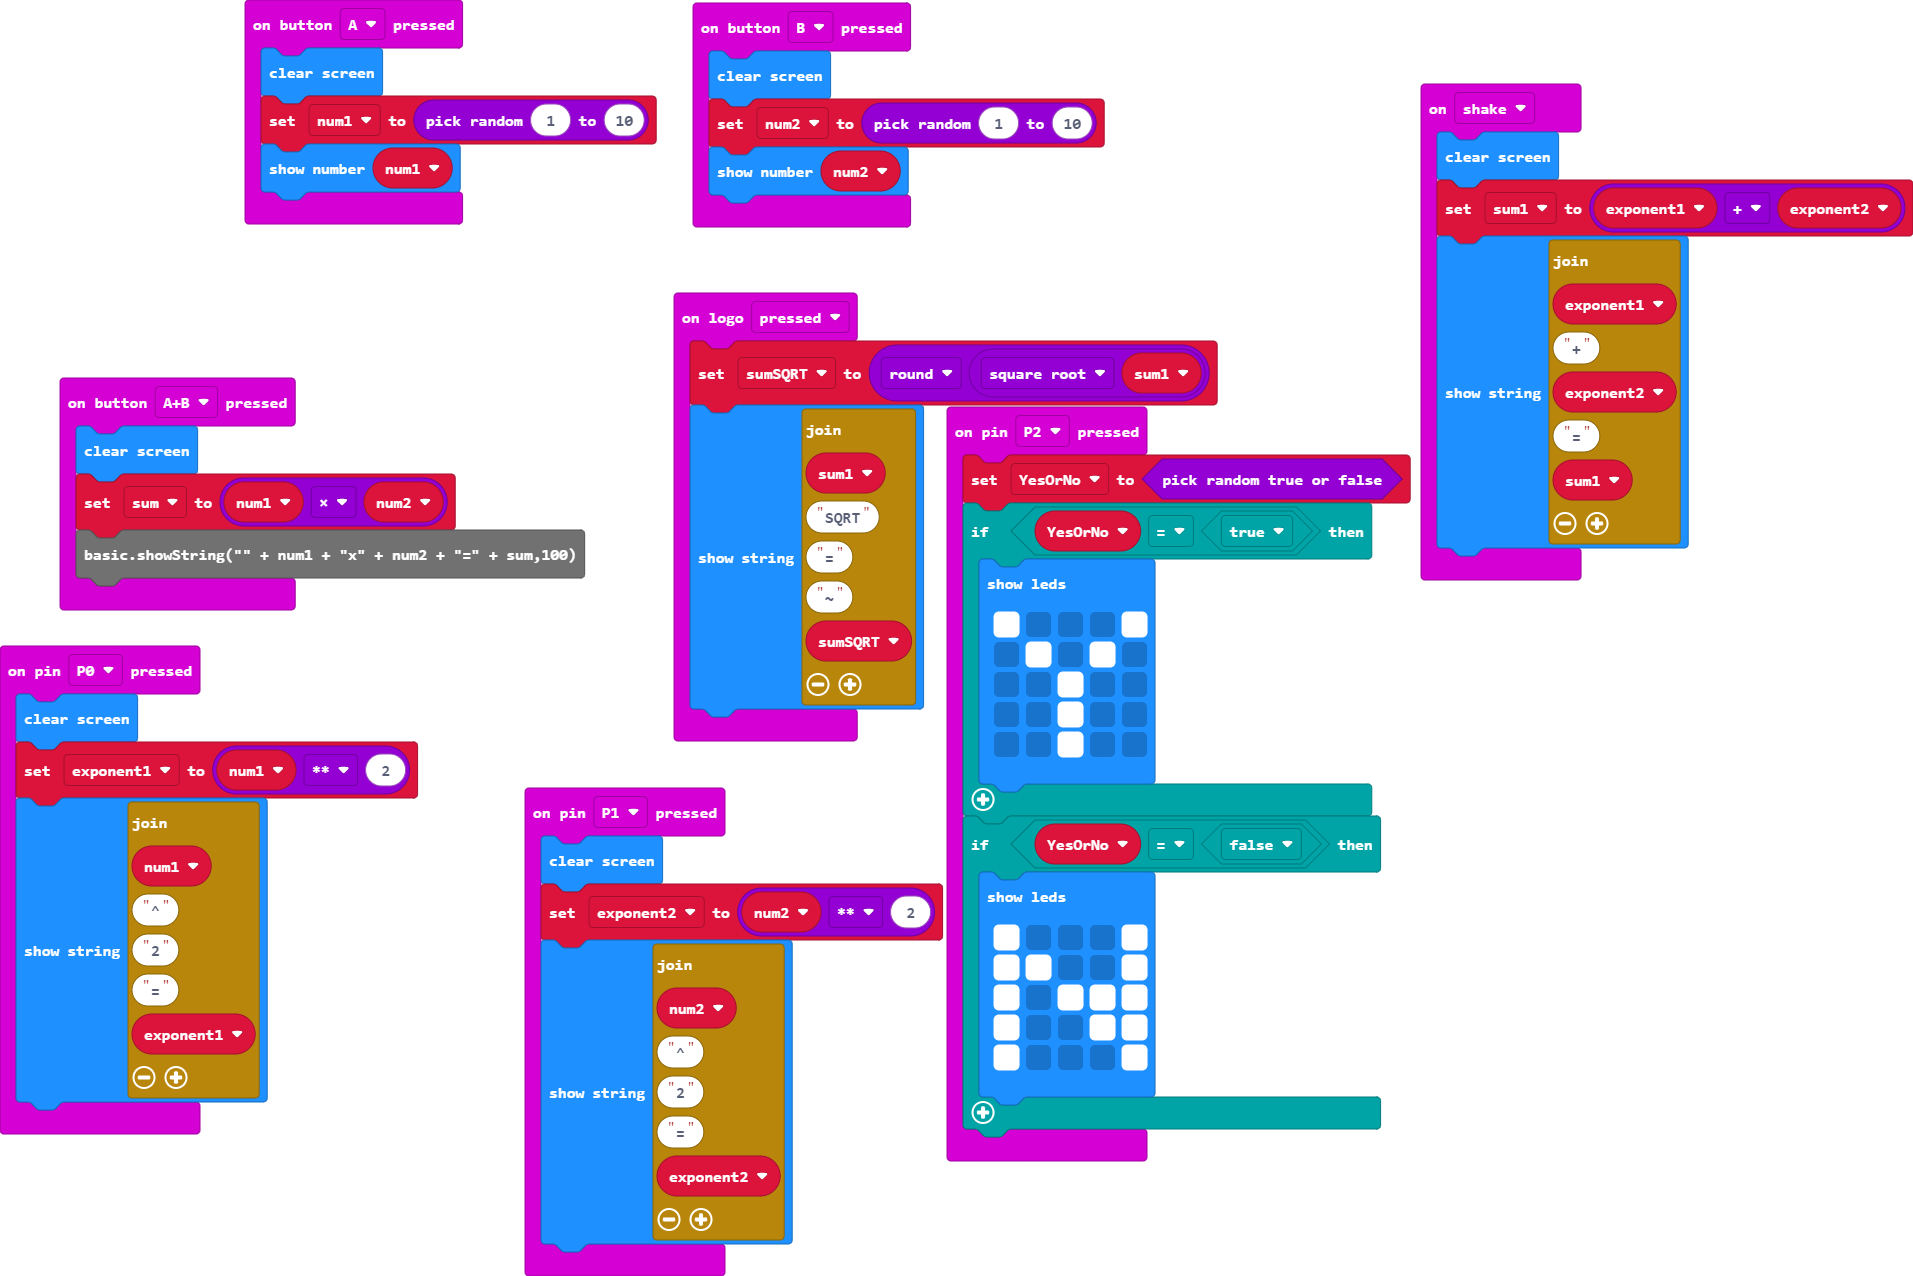 on button A pressed
clear screen
set num1 to pick random 1 to 10
show number num1
on button B pressed
clear screen
set num2 to pick random 1 to 10
show number num2
on shake
clear screen
set sum1 to exponent1 + exponent2
show string
join
exponent1
"+"
exponent2
"="
sum1
on logo pressed
set sumSQRT to round square root sum1
show string
join
sum1
"SQRT"
"="
"~"
sumSQRT
on button A+B pressed
clear screen
set sum to num1 × num2
basic.showString("" + num1 + "x" + num2 + "=" + sum,100)
on pin P2 pressed
set YesOrNo to pick random true or false
if YesOrNo = true then
show leds
if YesOrNo = false then
show leds
on pin P0 pressed
clear screen
set exponent1 to num1 ** 2
show string
join
num1
"^"
"2"
"="
exponent1
on pin P1 pressed
clear screen
set exponent2 to num2 ** 2
show string
join
num2
"^"
"2"
"="
exponent2